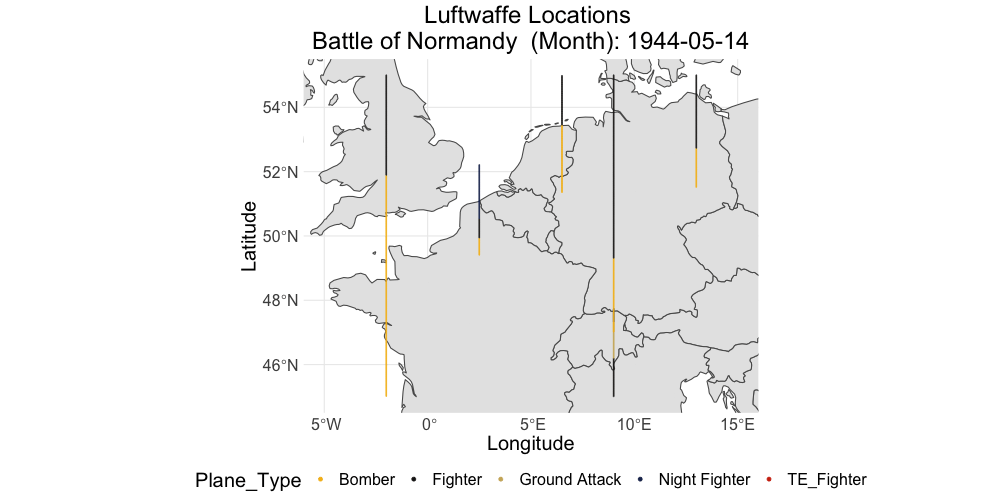 Luftwaffe Locations
Battle of Normandy  (Month): 1944-05-14
54°N
52°N
50°N
48°N
46°N
Latitude
5°W 0° 5°E 10°E 15°E
Longitude
Plane_Type Bomber Fighter Ground Attack Night Fighter TE_Fighter